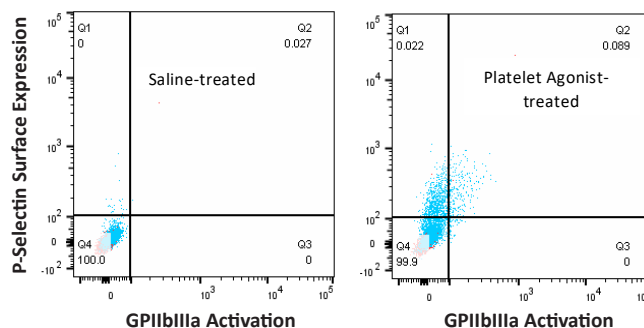 P-Selectin Surface Expression
10^5
10^4
10^3
10^2
0
-10^2
Q1
0
Q2
0.027
Saline-treated
Q4
100.0
Q3
0
0
10^3
10^4
10^5
GPIIbIIIa Activation
10^5
10^4
10^3
10^2
0
-10^2
Q1
0.022
Q2
0.089
Platelet Agonist-
treated
Q4
99.9
Q3
0
0
10^3
10^4
GPIIbIIIa Activation